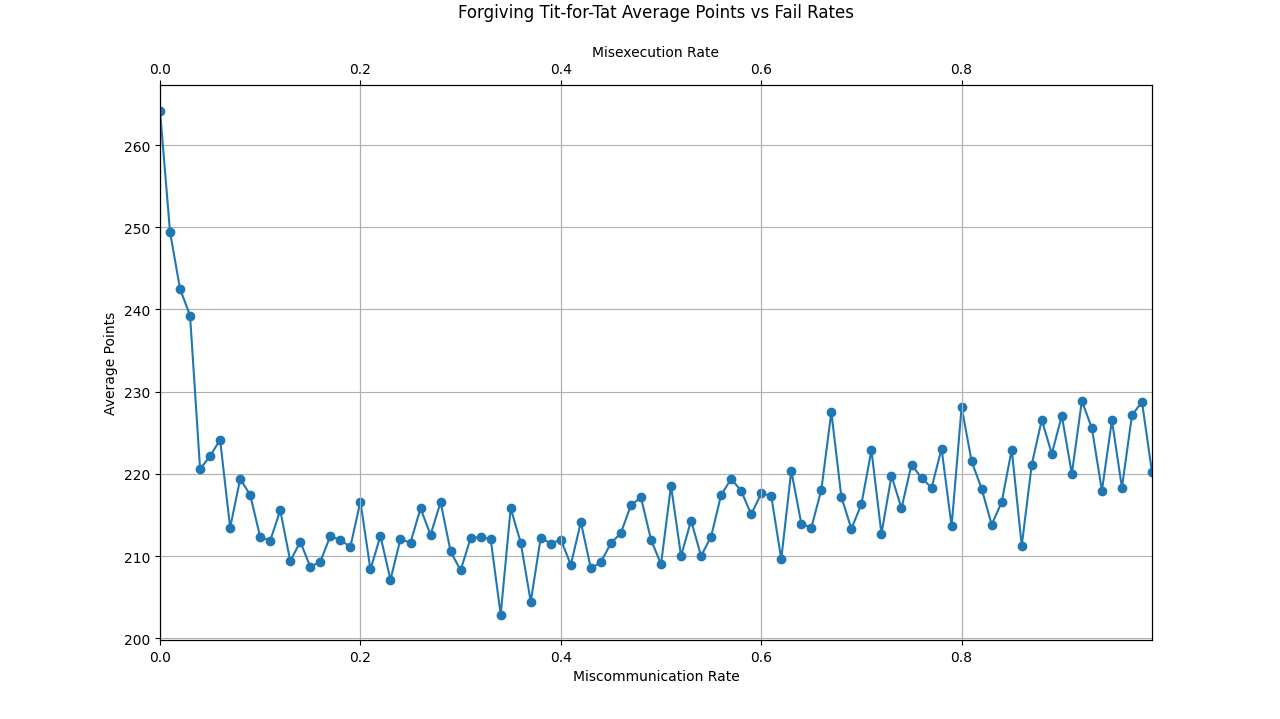 Forgiving Tit-for-Tat Average Points vs Fail Rates
Misexecution Rate
0.0 0.2 0.4 0.6 0.8
260
250
240
230
220
210
200
Average Points
0.0 0.2 0.4 0.6 0.8
Miscommunication Rate